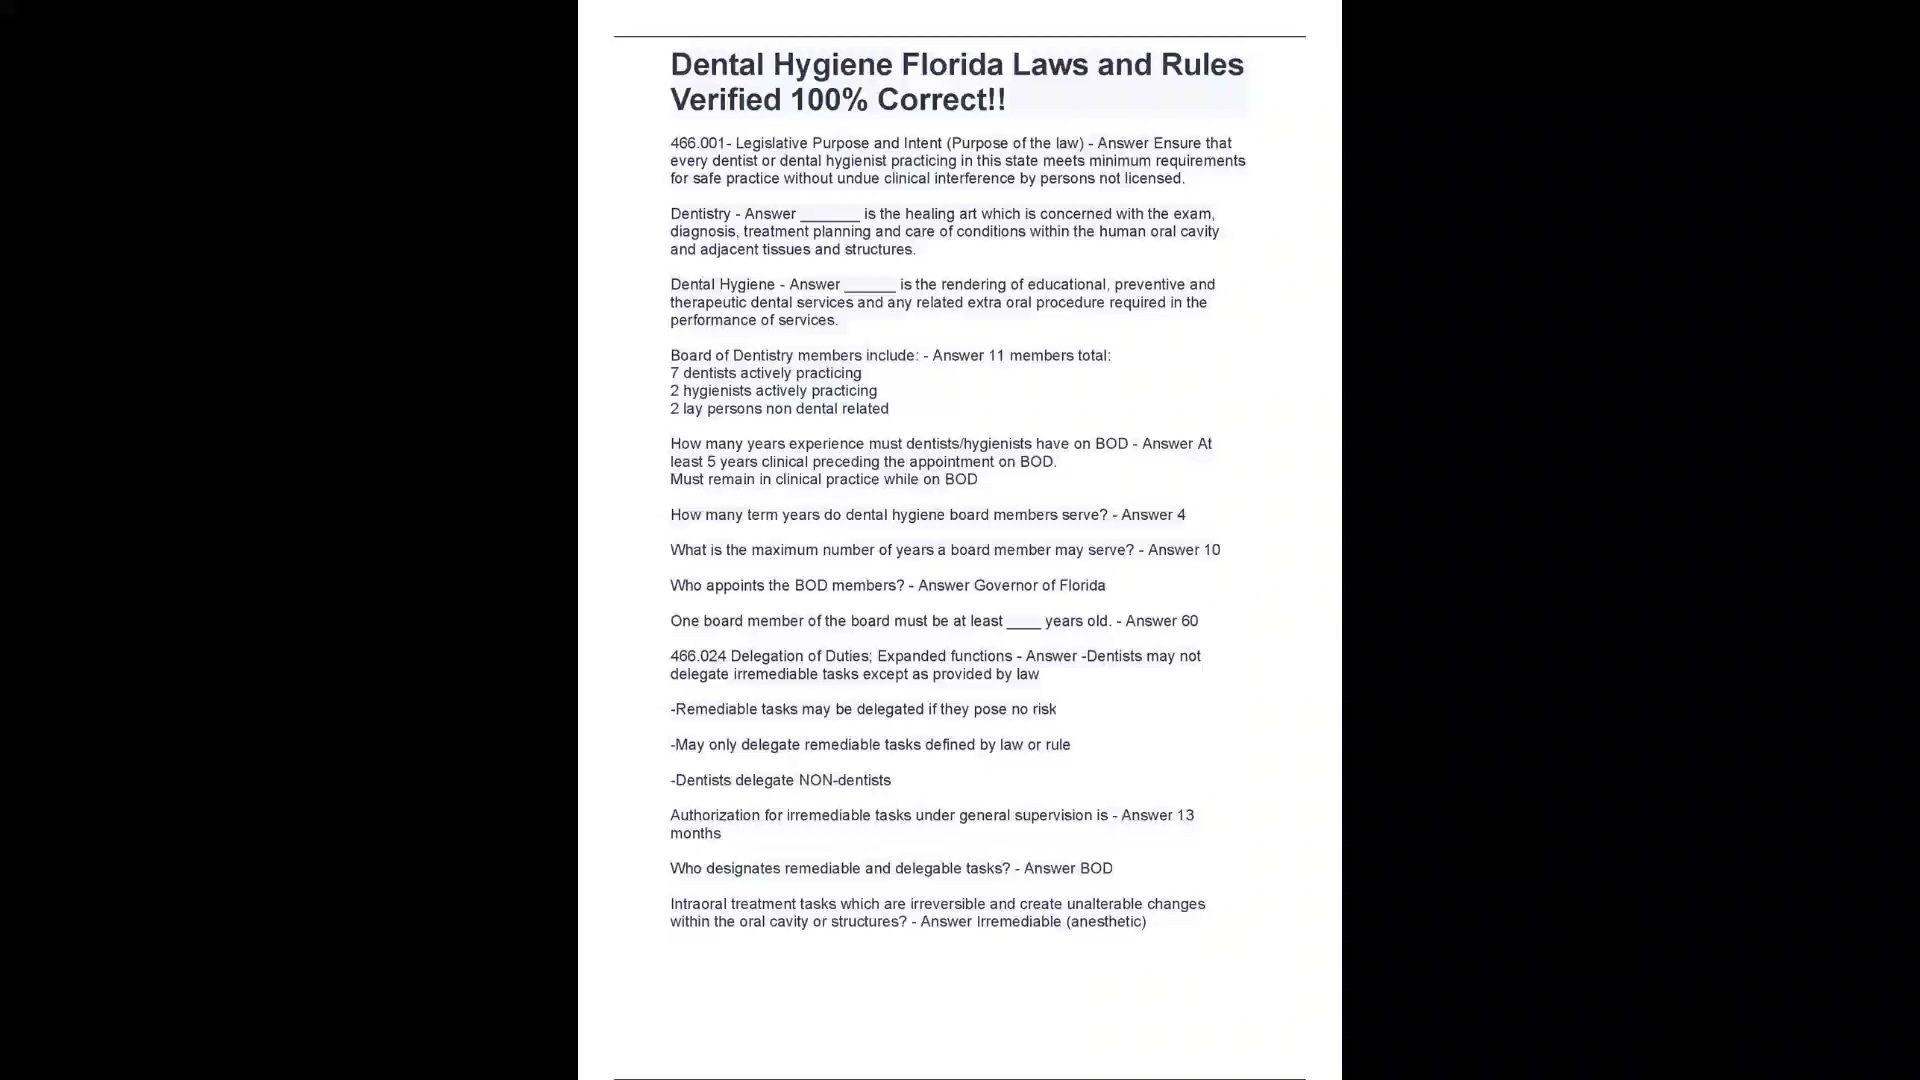 Dental Hygiene Florida Laws and Rules
Verified 100% Correct!!
466.001- Legislative Purpose and Intent (Purpose of the law) - Answer Ensure that
every dentist or dental hygienist practicing in this state meets minimum requirements
for safe practice without undue clinical interference by persons not licensed.
Dentistry - Answer _______ is the healing art which is concerned with the exam,
diagnosis, treatment planning and care of conditions within the human oral cavity
and adjacent tissues and structures.
Dental Hygiene - Answer ______ is the rendering of educational, preventive and
therapeutic dental services and any related extra oral procedure required in the
performance of services.
Board of Dentistry members include: - Answer 11 members total:
7 dentists actively practicing
2 hygienists actively practicing
2 lay persons non dental related
How many years experience must dentists/hygienists have on BOD - Answer At
least 5 years clinical preceding the appointment on BOD.
Must remain in clinical practice while on BOD
How many term years do dental hygiene board members serve? - Answer 4
What is the maximum number of years a board member may serve? - Answer 10
Who appoints the BOD members? - Answer Governor of Florida
One board member of the board must be at least ____ years old. - Answer 60
466.024 Delegation of Duties; Expanded functions - Answer -Dentists may not
delegate irremediable tasks except as provided by law
-Remediable tasks may be delegated if they pose no risk
-May only delegate remediable tasks defined by law or rule
-Dentists delegate NON-dentists
Authorization for irremediable tasks under general supervision is - Answer 13
months
Who designates remediable and delegable tasks? - Answer BOD
Intraoral treatment tasks which are irreversible and create unalterable changes
within the oral cavity or structures? - Answer Irremediable (anesthetic)